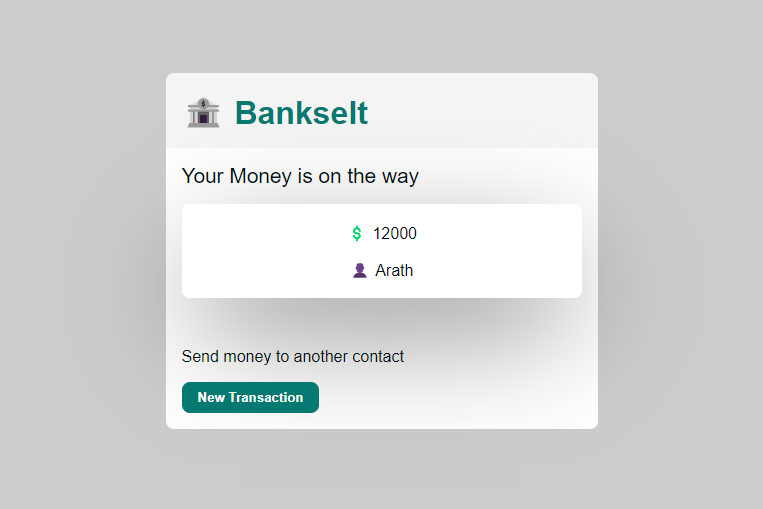 Bankselt
Your Money is on the way
$ 12000
Arath
Send money to another contact
New Transaction